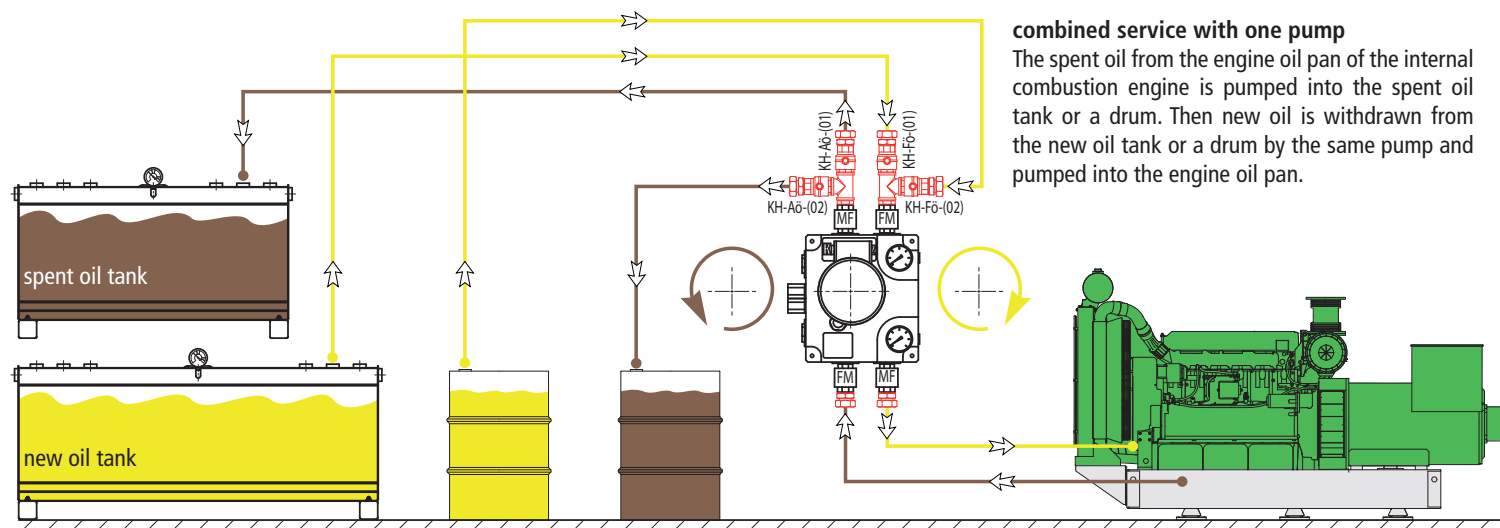 combined service with one pump
The spent oil from the engine oil pan of the internal
combustion engine is pumped into the spent oil
tank or a drum. Then new oil is withdrawn from
the new oil tank or a drum by the same pump and
pumped into the engine oil pan.
KH-Aö-(01)
KH-Fö-(01)
KH-Aö-(02)
KH-Fö-(02)
MF
FM
spent oil tank
FM
MF
new oil tank